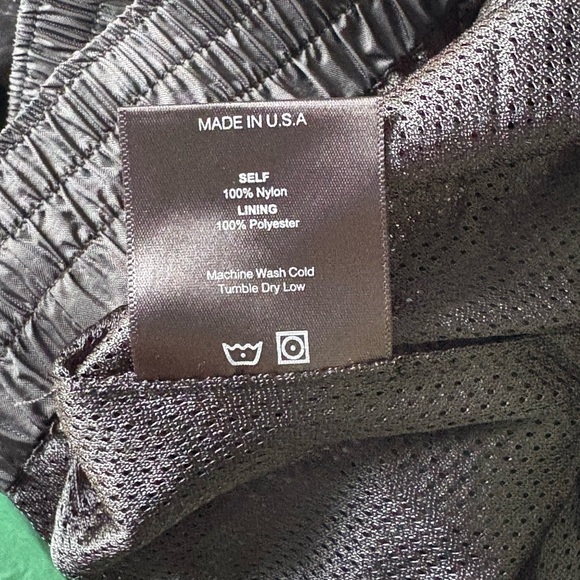 MADE IN U.S.A
SELF
100% Nylon
LINING
100% Polyester
Machine Wash Cold
Tumble Dry Low